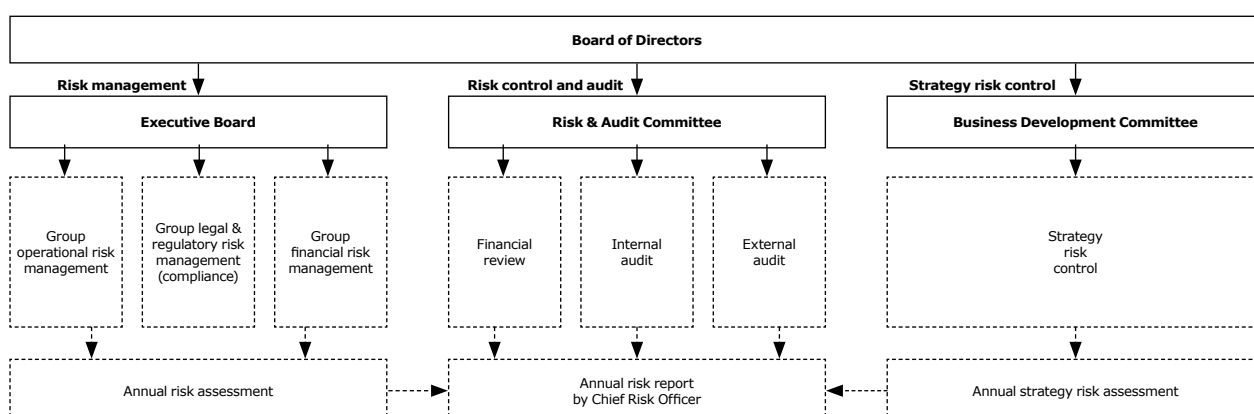 Board of Directors
Risk management
Risk control and audit
Strategy risk control
Executive Board
Risk & Audit Committee
Business Development Committee
Group
operational risk
management
Group legal &
regulatory risk
management
(compliance)
Group
financial risk
management
Financial
review
Internal
audit
External
audit
Strategy
risk
control
Annual risk assessment
Annual risk report
by Chief Risk Officer
Annual strategy risk assessment